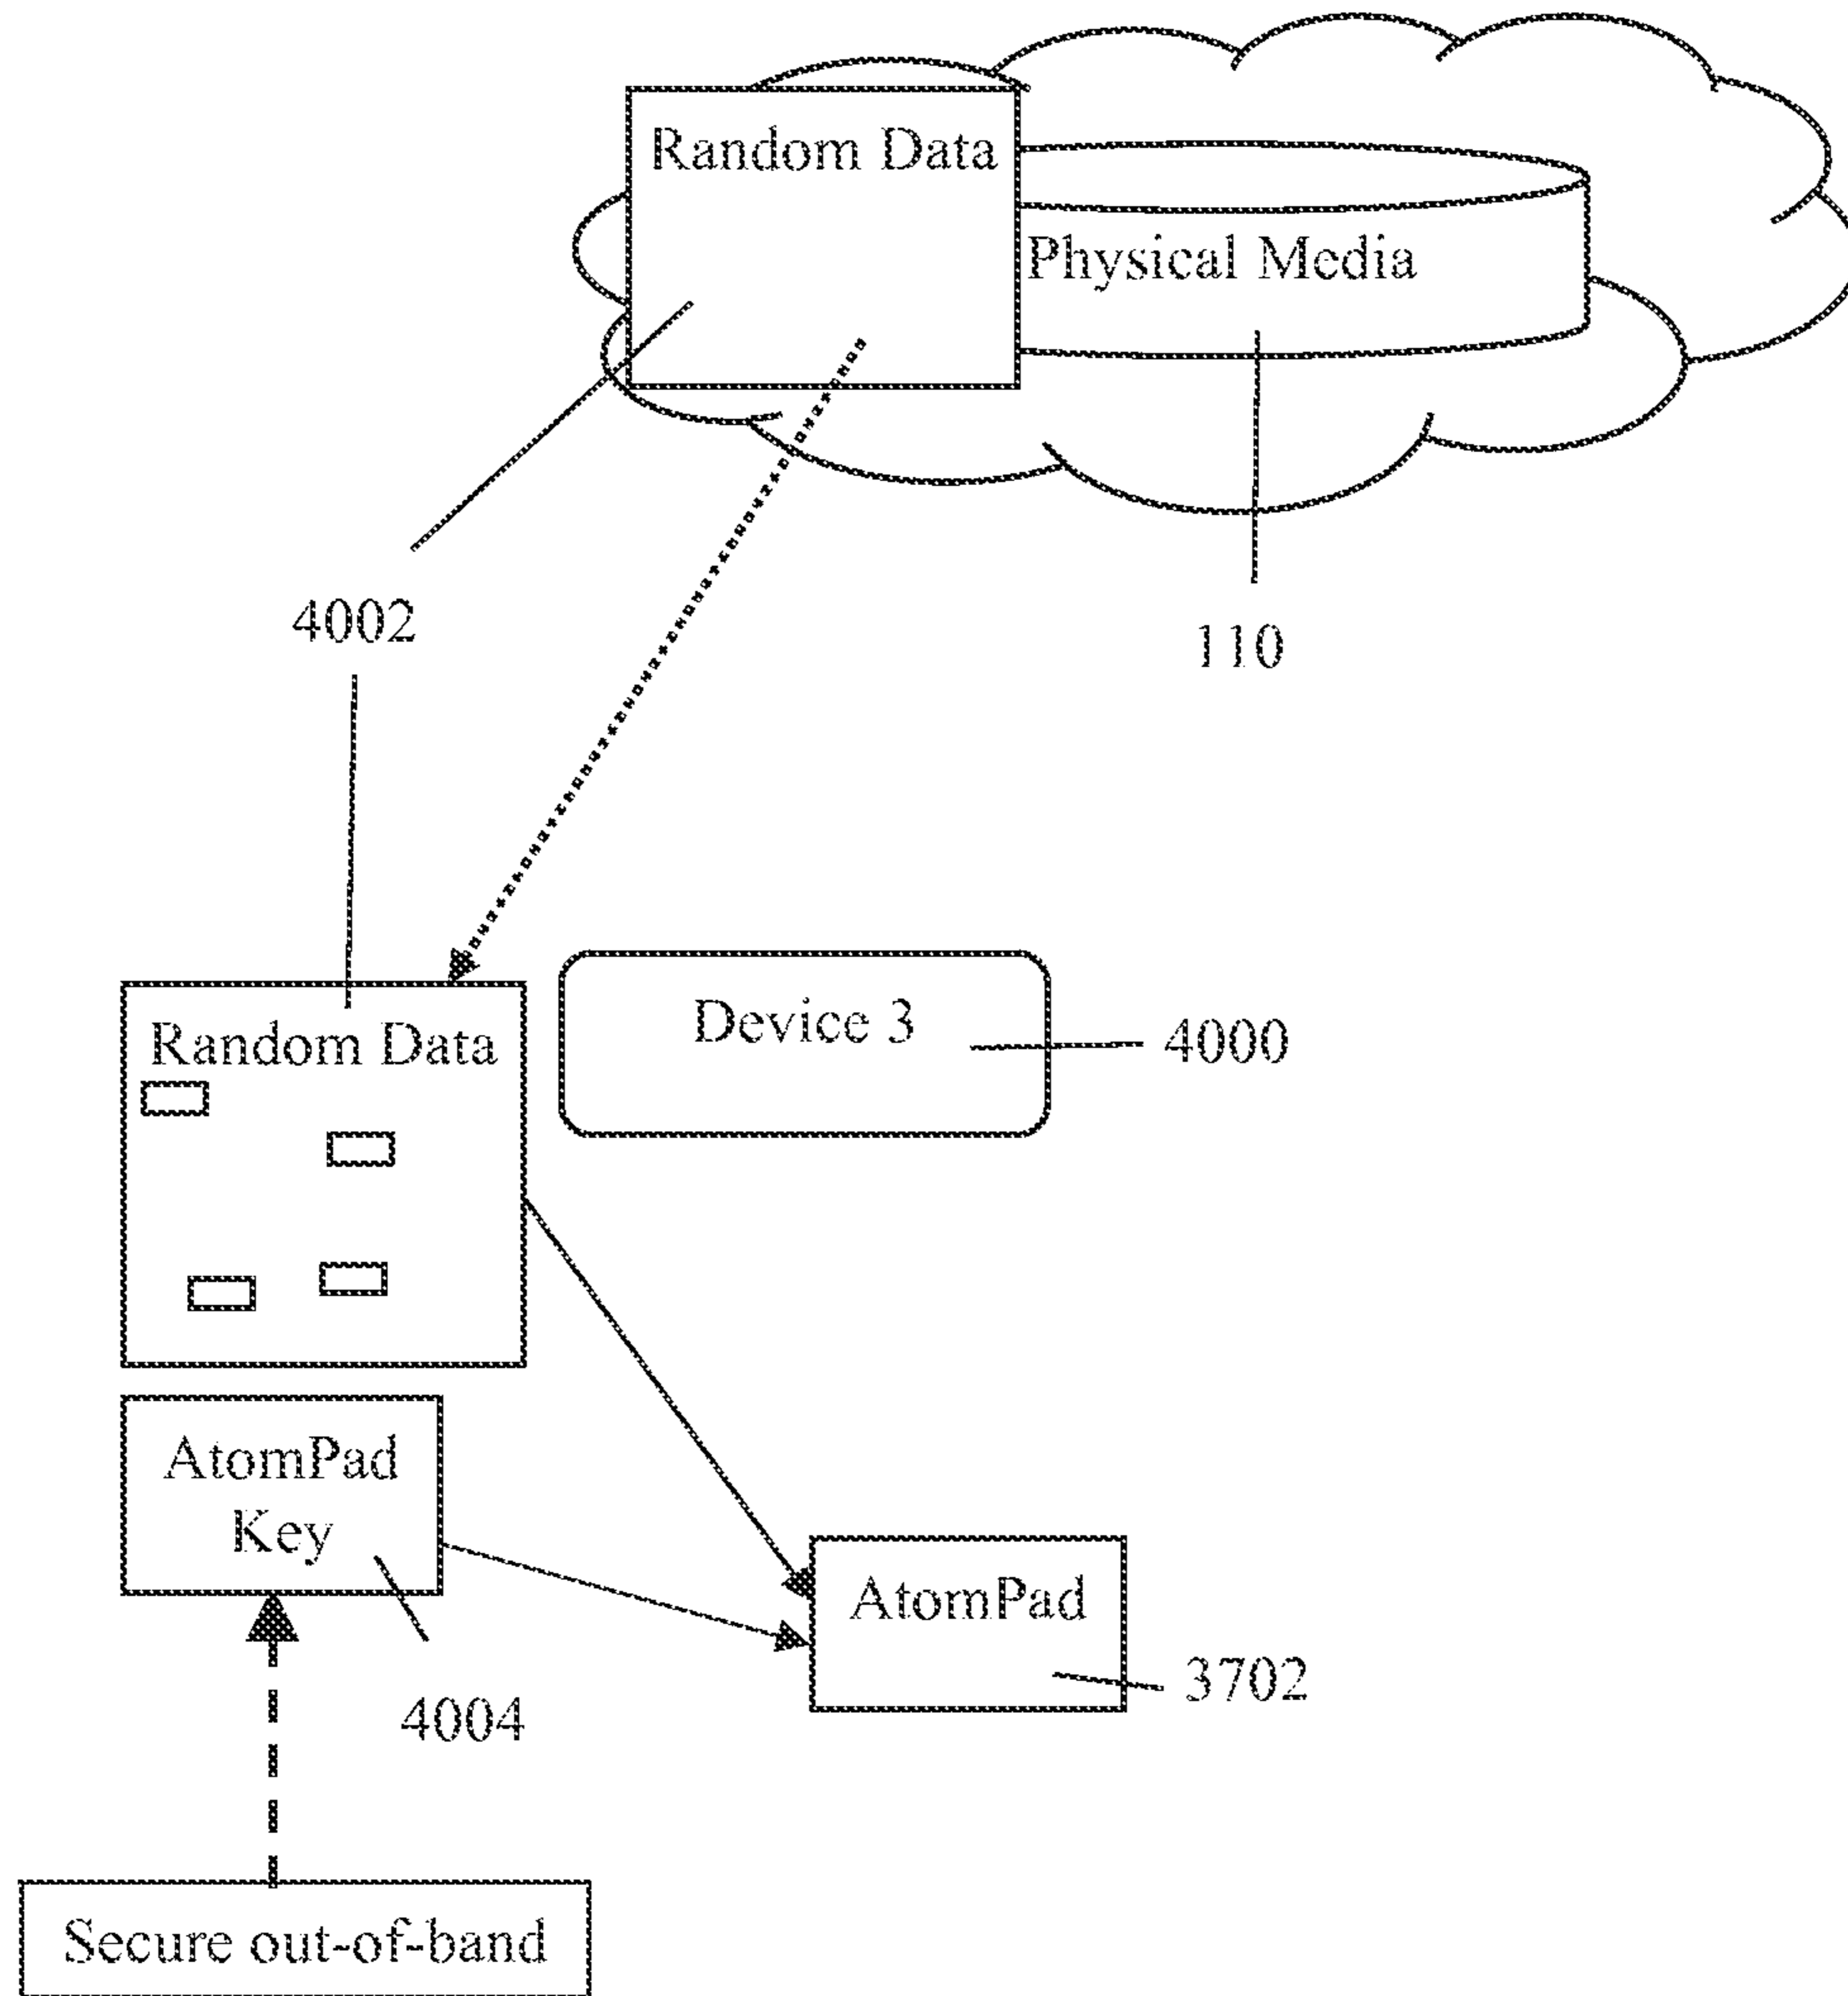 Random Data
Physical Media
4002
110
Random Data
Device 3
4000
AtomPad
Key
AtomPad
3702
4004
Secure out-of-band